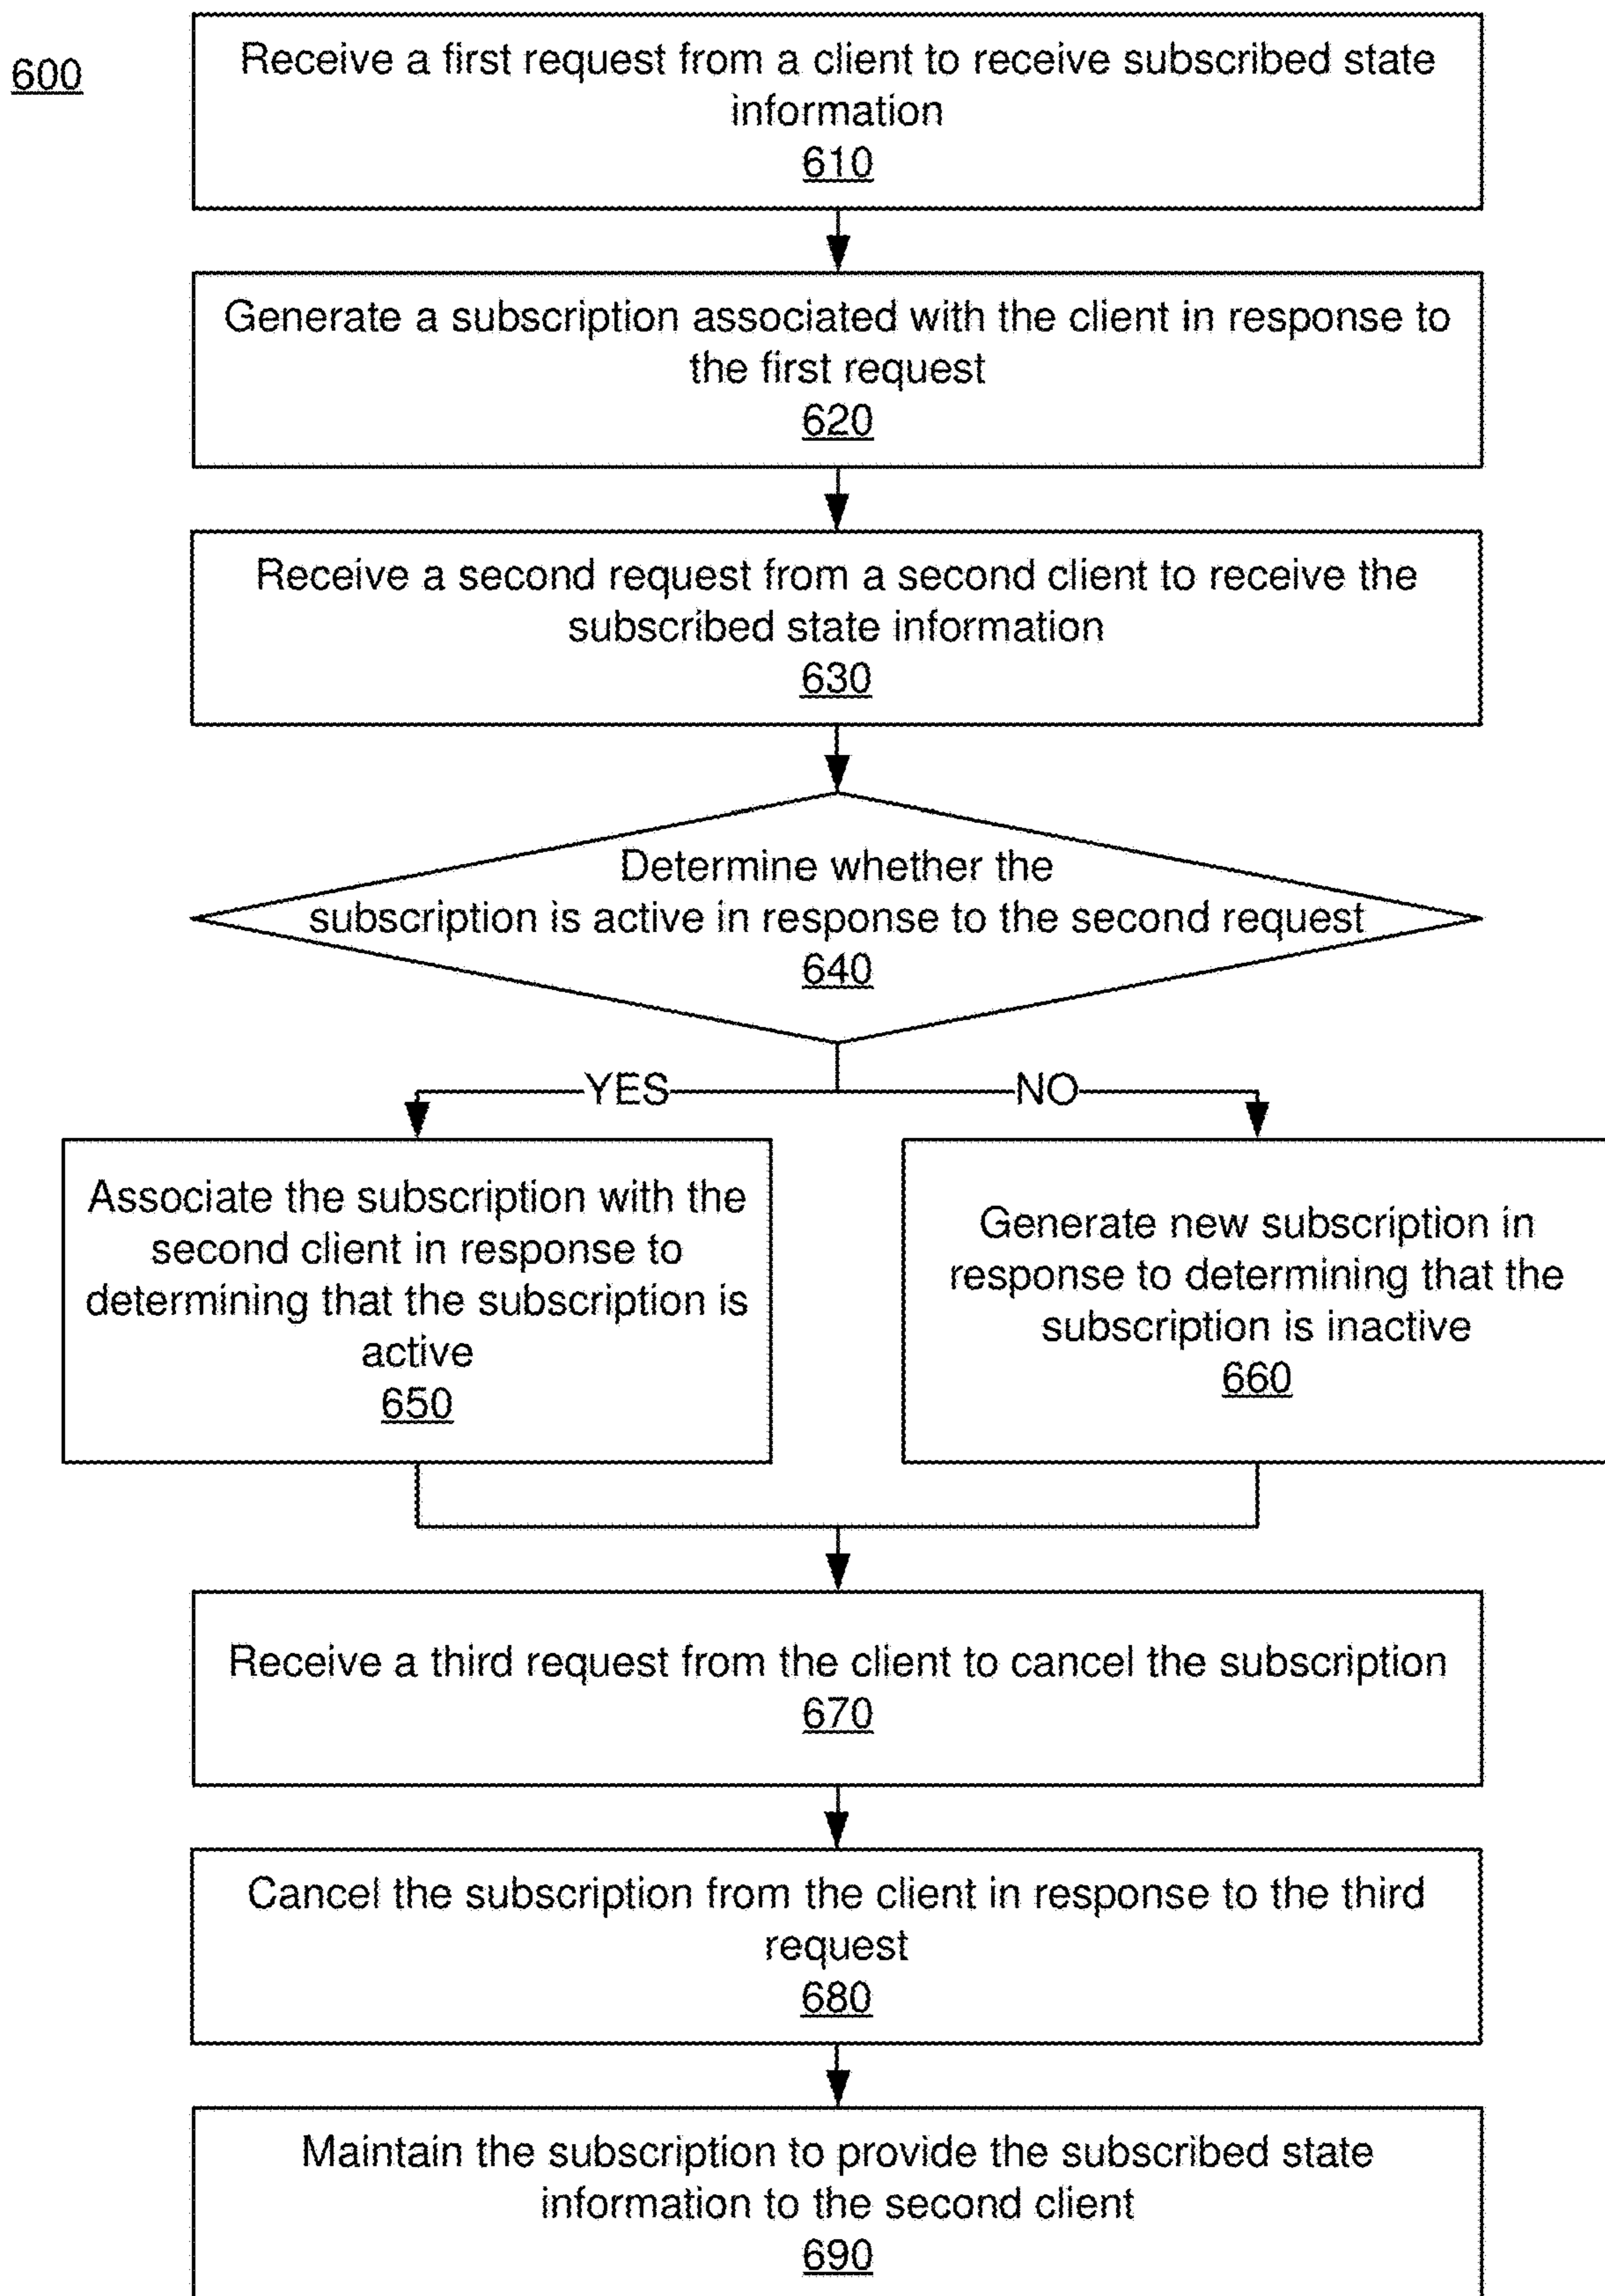 600
Receive a first request from a client to receive subscribed state
information
610
Generate a subscription associated with the client in response to
the first request
620
Receive a second request from a second client to receive the
subscribed state information
630
Determine whether the
subscription is active in response to the second request
640
YES
NO
Associate the subscription with the
second client in response to
determining that the subscription is
active
650
Generate new subscription in
response to determining that the
subscription is inactive
660
Receive a third request from the client to cancel the subscription
670
Cancel the subscription from the client in response to the third
request
680
Maintain the subscription to provide the subscribed state
information to the second client
690